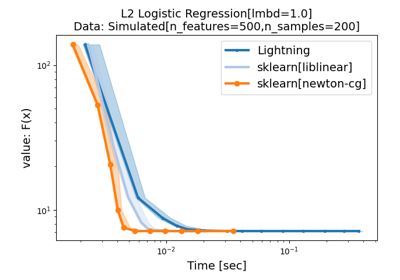 L2 Logistic Regression[lmbd=1.0]
Data: Simulated[n_features=500,n_samples=200]
Lightning
sklearn[liblinear]
sklearn[newton-cg]
value: F(x)
10²
10¹
10⁻²
10⁻¹
Time [sec]